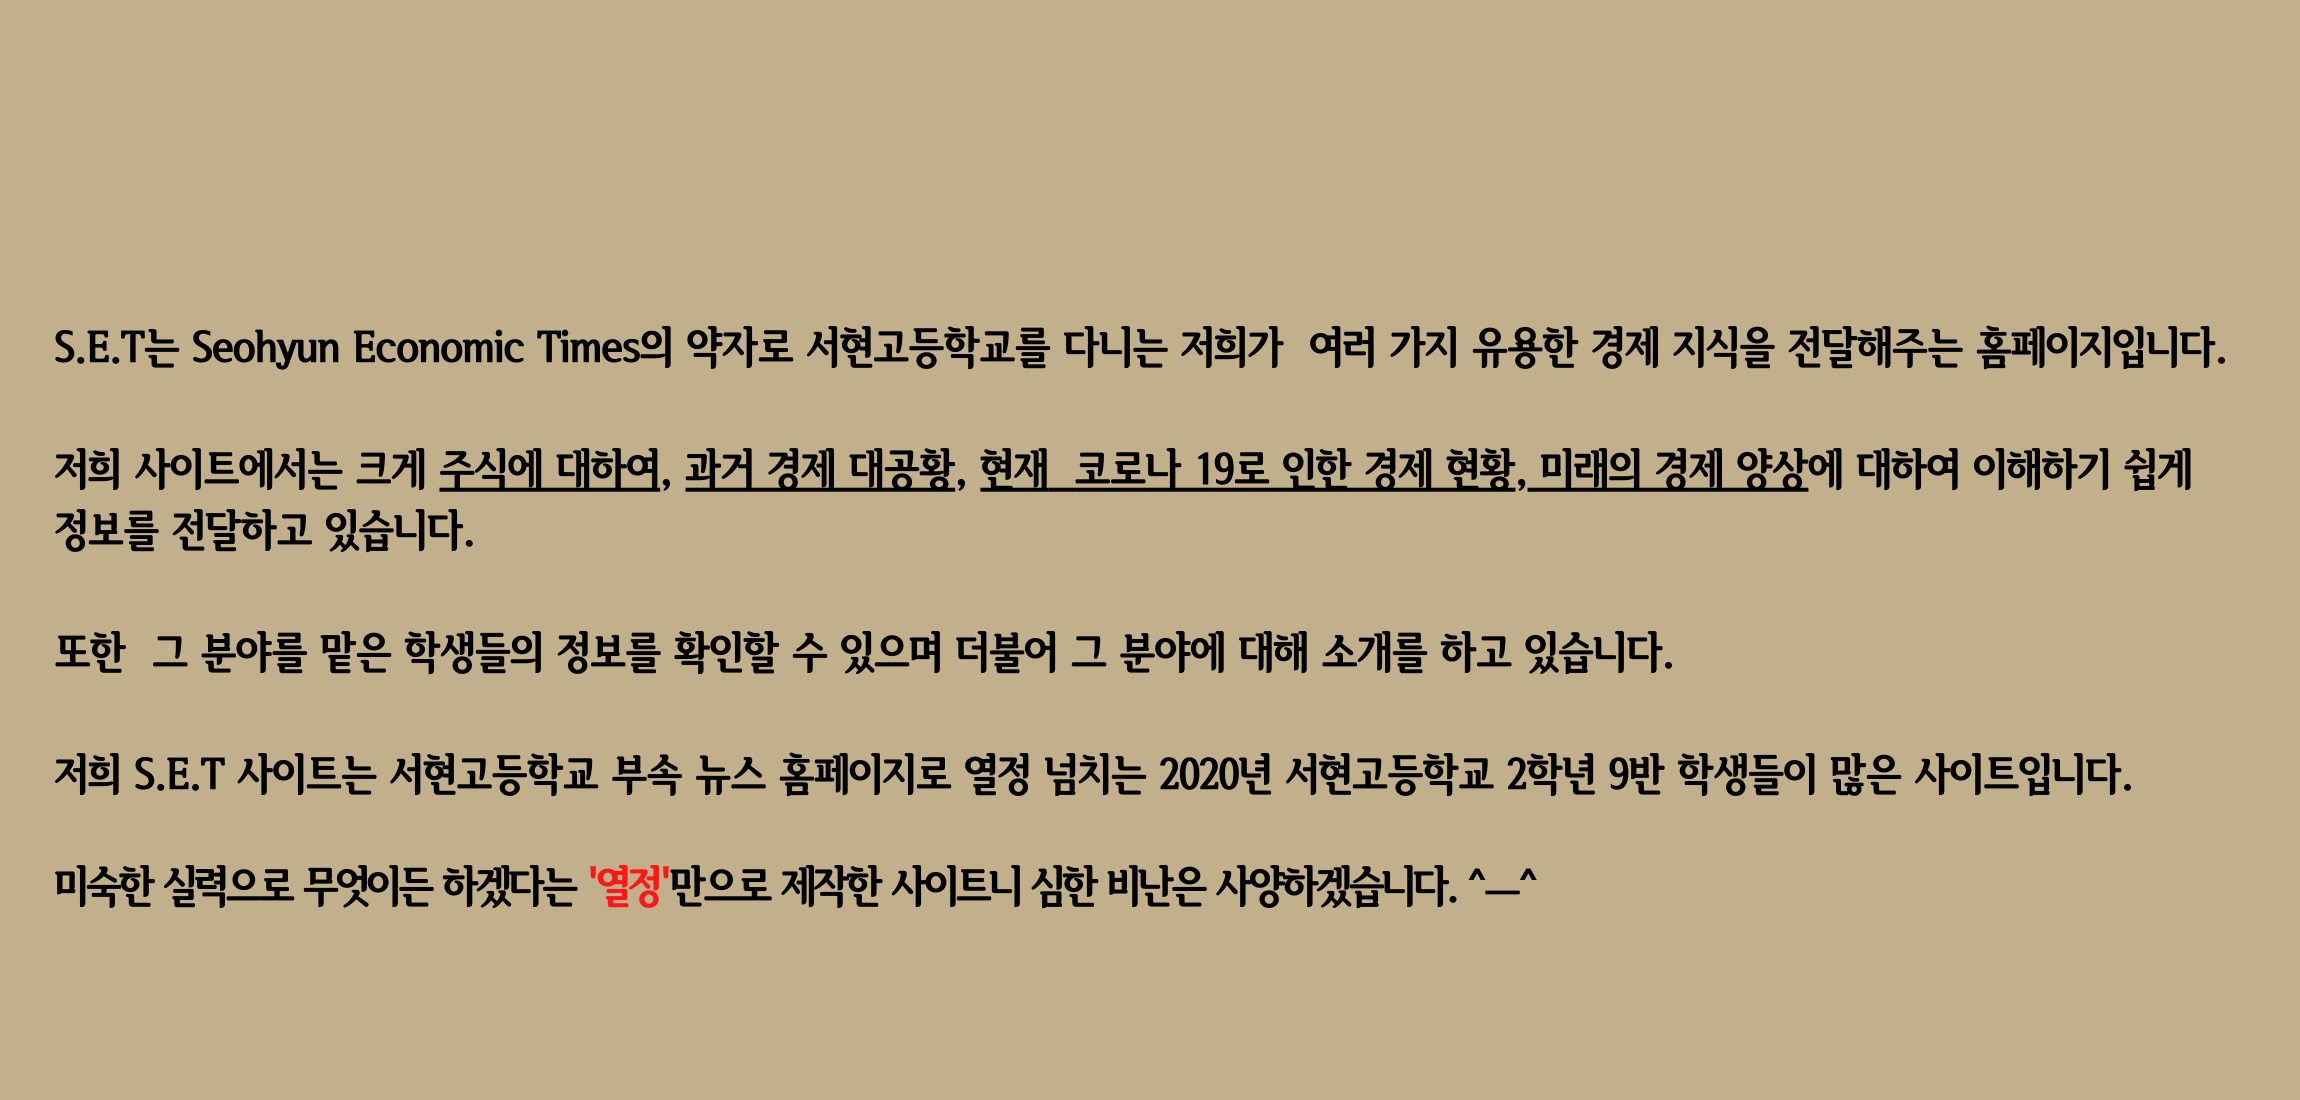 S.E.T는 Seohyun Economic Times의 약자로 서현고등학교를 다니는 저희가  여러 가지 유용한 경제 지식을 전달해주는 홈페이지입니다.
저희 사이트에서는 크게 주식에 대하여, 과거 경제 대공황, 현재  코로나 19로 인한 경제 현황, 미래의 경제 양상에 대하여 이해하기 쉽게
정보를 전달하고 있습니다.
또한  그 분야를 맡은 학생들의 정보를 확인할 수 있으며 더불어 그 분야에 대해 소개를 하고 있습니다.
저희 S.E.T 사이트는 서현고등학교 부속 뉴스 홈페이지로 열정 넘치는 2020년 서현고등학교 2학년 9반 학생들이 많은 사이트입니다.
미숙한 실력으로 무엇이든 하겠다는 '열정'만으로 제작한 사이트니 심한 비난은 사양하겠습니다. ^ㅡ^